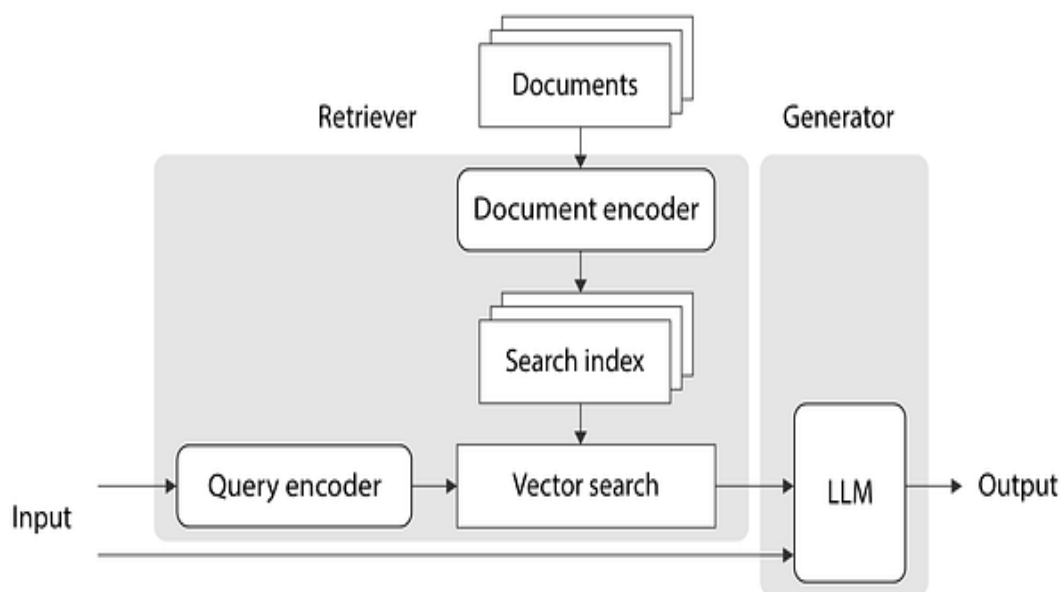 Documents
Retriever
Generator
Document encoder
Search index
Query encoder
Vector search
LLM
Output
Input